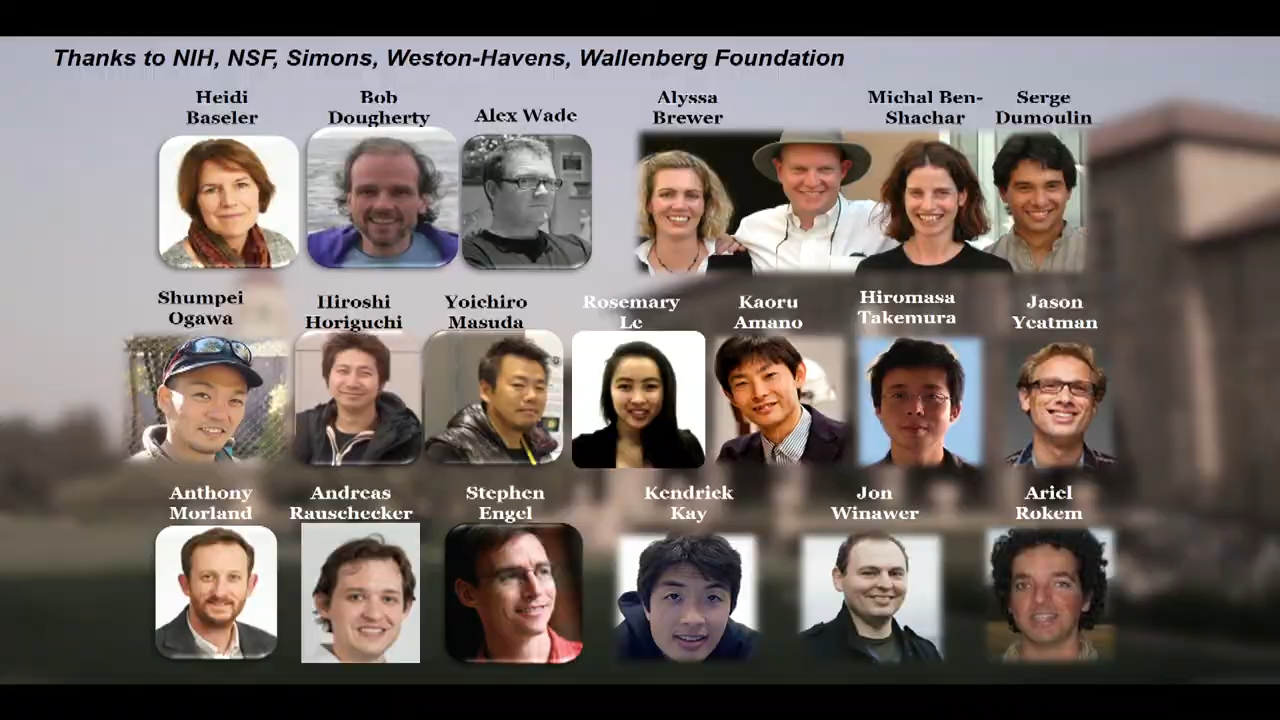 Thanks to NIH, NSF, Simons, Weston-Havens, Wallenberg Foundation
Heidi
Baseler
Bob
Dougherty
Alex Wade
Alyssa
Brewer
Michal Ben-
Shachar
Serge
Dumoulin
Shumpei
Ogawa
Hiroshi
Horiguchi
Yoichiro
Masuda
Rosemary
Le
Kaoru
Amano
Hiromasa
Takemura
Jason
Yeatman
Anthony
Morland
Andreas
Rauschecker
Stephen
Engel
Kendrick
Kay
Jon
Winawer
Ariel
Rokem